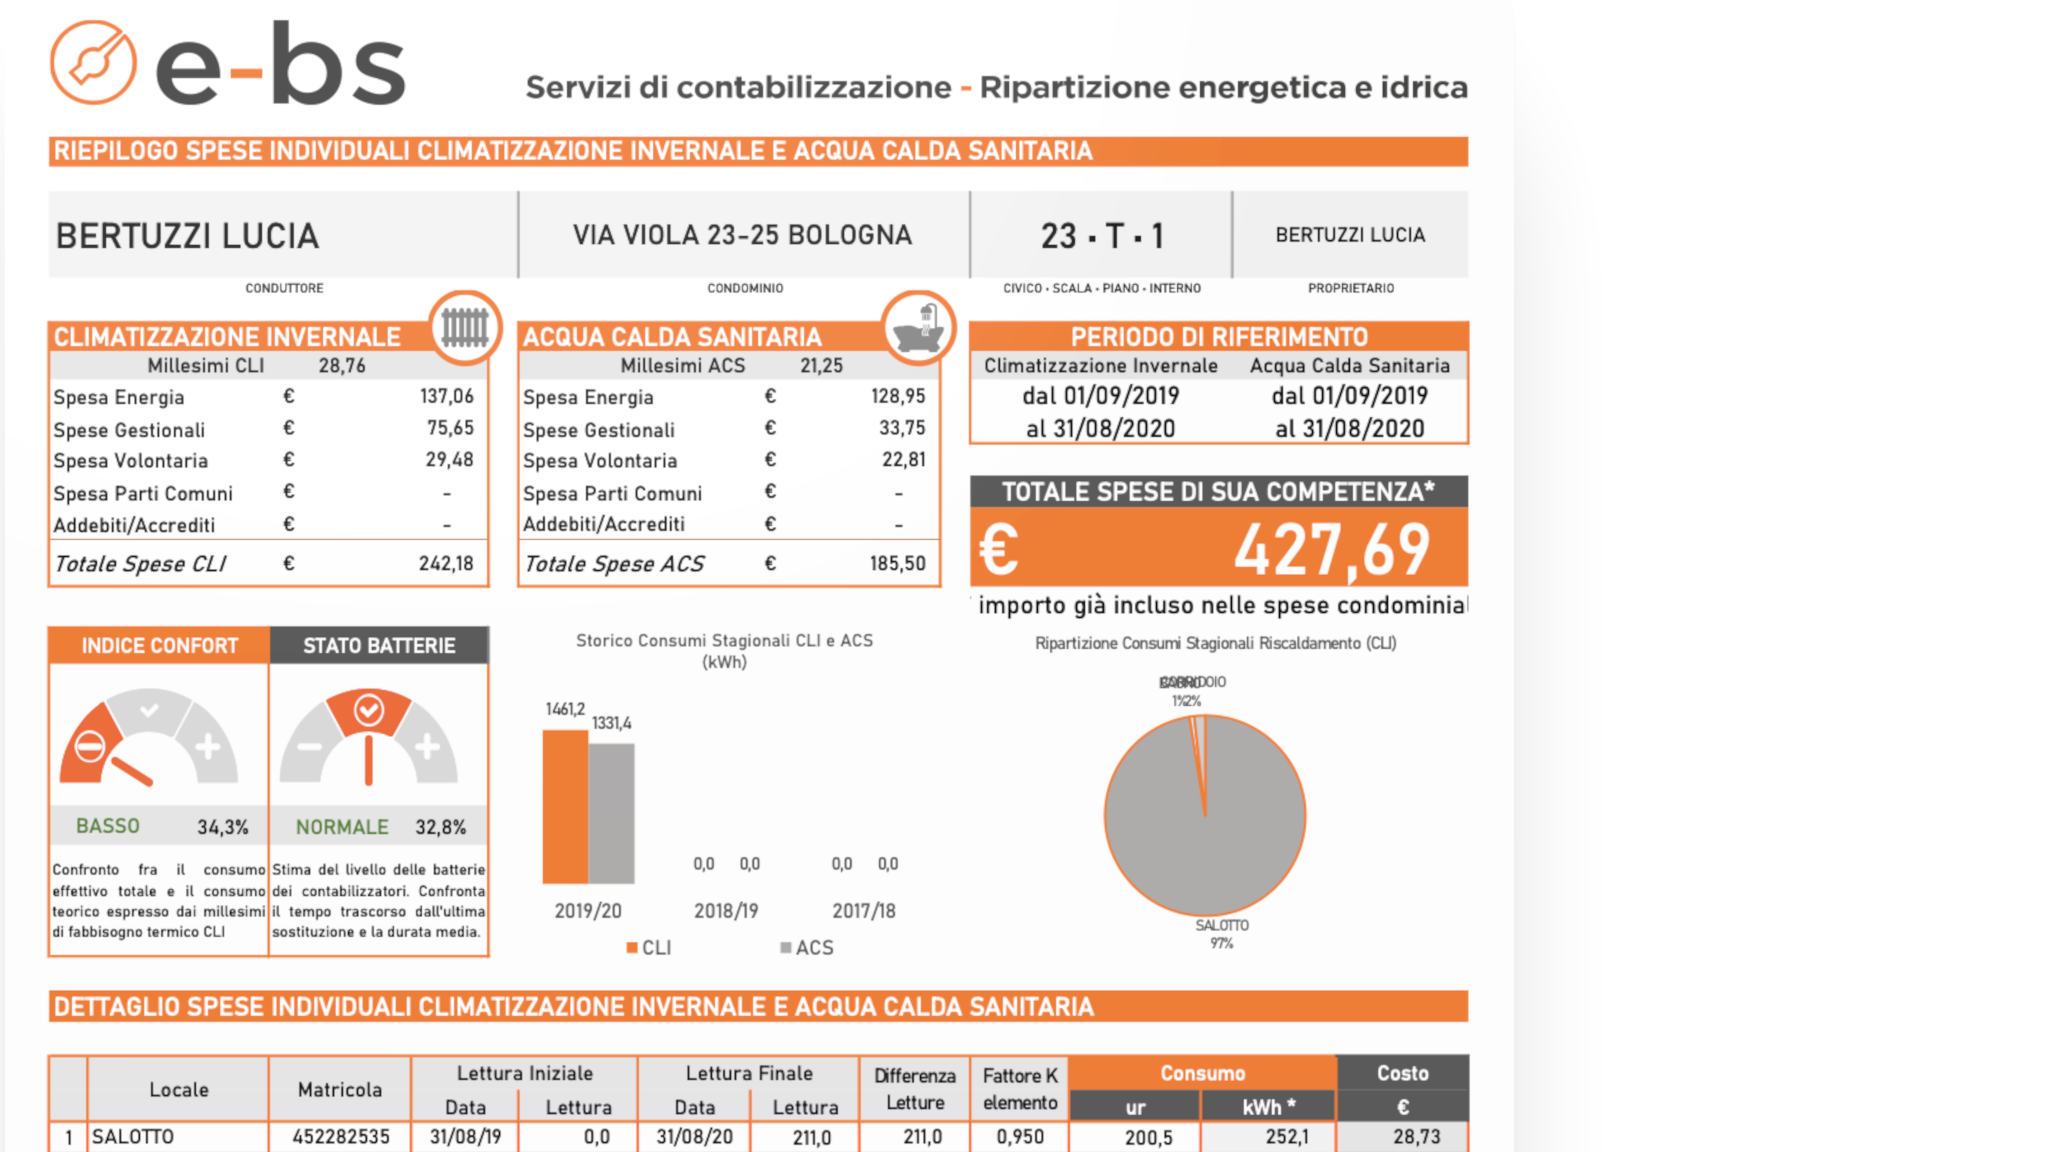 e-bs
Servizi di contabilizzazione - Ripartizione energetica e idrica
RIEPILOGO SPESE INDIVIDUALI CLIMATIZZAZIONE INVERNALE E ACQUA CALDA SANITARIA
BERTUZZI LUCIA VIA VIOLA 23-25 BOLOGNA 23 · T · 1 BERTUZZI LUCIA
CONDUTTORE CONDOMINIO CIVICO · SCALA · PIANO · INTERNO PROPRIETARIO
CLIMATIZZAZIONE INVERNALE
Millesimi CLI 28,76
Spesa Energia € 137,06
Spese Gestionali € 75,65
Spesa Volontaria € 29,48
Spesa Parti Comuni € -
Addebiti/Accrediti € -
Totale Spese CLI € 242,18
ACQUA CALDA SANITARIA
Millesimi ACS 21,25
Spesa Energia € 128,95
Spese Gestionali € 33,75
Spesa Volontaria € 22,81
Spesa Parti Comuni € -
Addebiti/Accrediti € -
Totale Spese ACS € 185,50
PERIODO DI RIFERIMENTO
Climatizzazione Invernale Acqua Calda Sanitaria
dal 01/09/2019 dal 01/09/2019
al 31/08/2020 al 31/08/2020
TOTALE SPESE DI SUA COMPETENZA*
€ 427,69
importo già incluso nelle spese condominial
INDICE CONFORT
BASSO 34,3%
Confronto fra il consumo
effettivo totale e il consumo
teorico espresso dai millesimi
di fabbisogno termico CLI
STATO BATTERIE
NORMALE 32,8%
Stima del livello delle batterie
dei contabilizzatori. Confronta
il tempo trascorso dall'ultima
sostituzione e la durata media.
Storico Consumi Stagionali CLI e ACS
(kWh)
1461,2
1331,4
0,0 0,0 0,0 0,0
2019/20 2018/19 2017/18
CLI ACS
Ripartizione Consumi Stagionali Riscaldamento (CLI)
CORRIDOIO
1% 2%
SALOTTO
97%
DETTAGLIO SPESE INDIVIDUALI CLIMATIZZAZIONE INVERNALE E ACQUA CALDA SANITARIA
Locale Matricola Lettura Iniziale Lettura Finale Differenza Letture Fattore K elemento Consumo Costo
Data Lettura Data Lettura ur kWh * €
1 SALOTTO 452282535 31/08/19 0,0 31/08/20 211,0 211,0 0,950 200,5 252,1 28,73